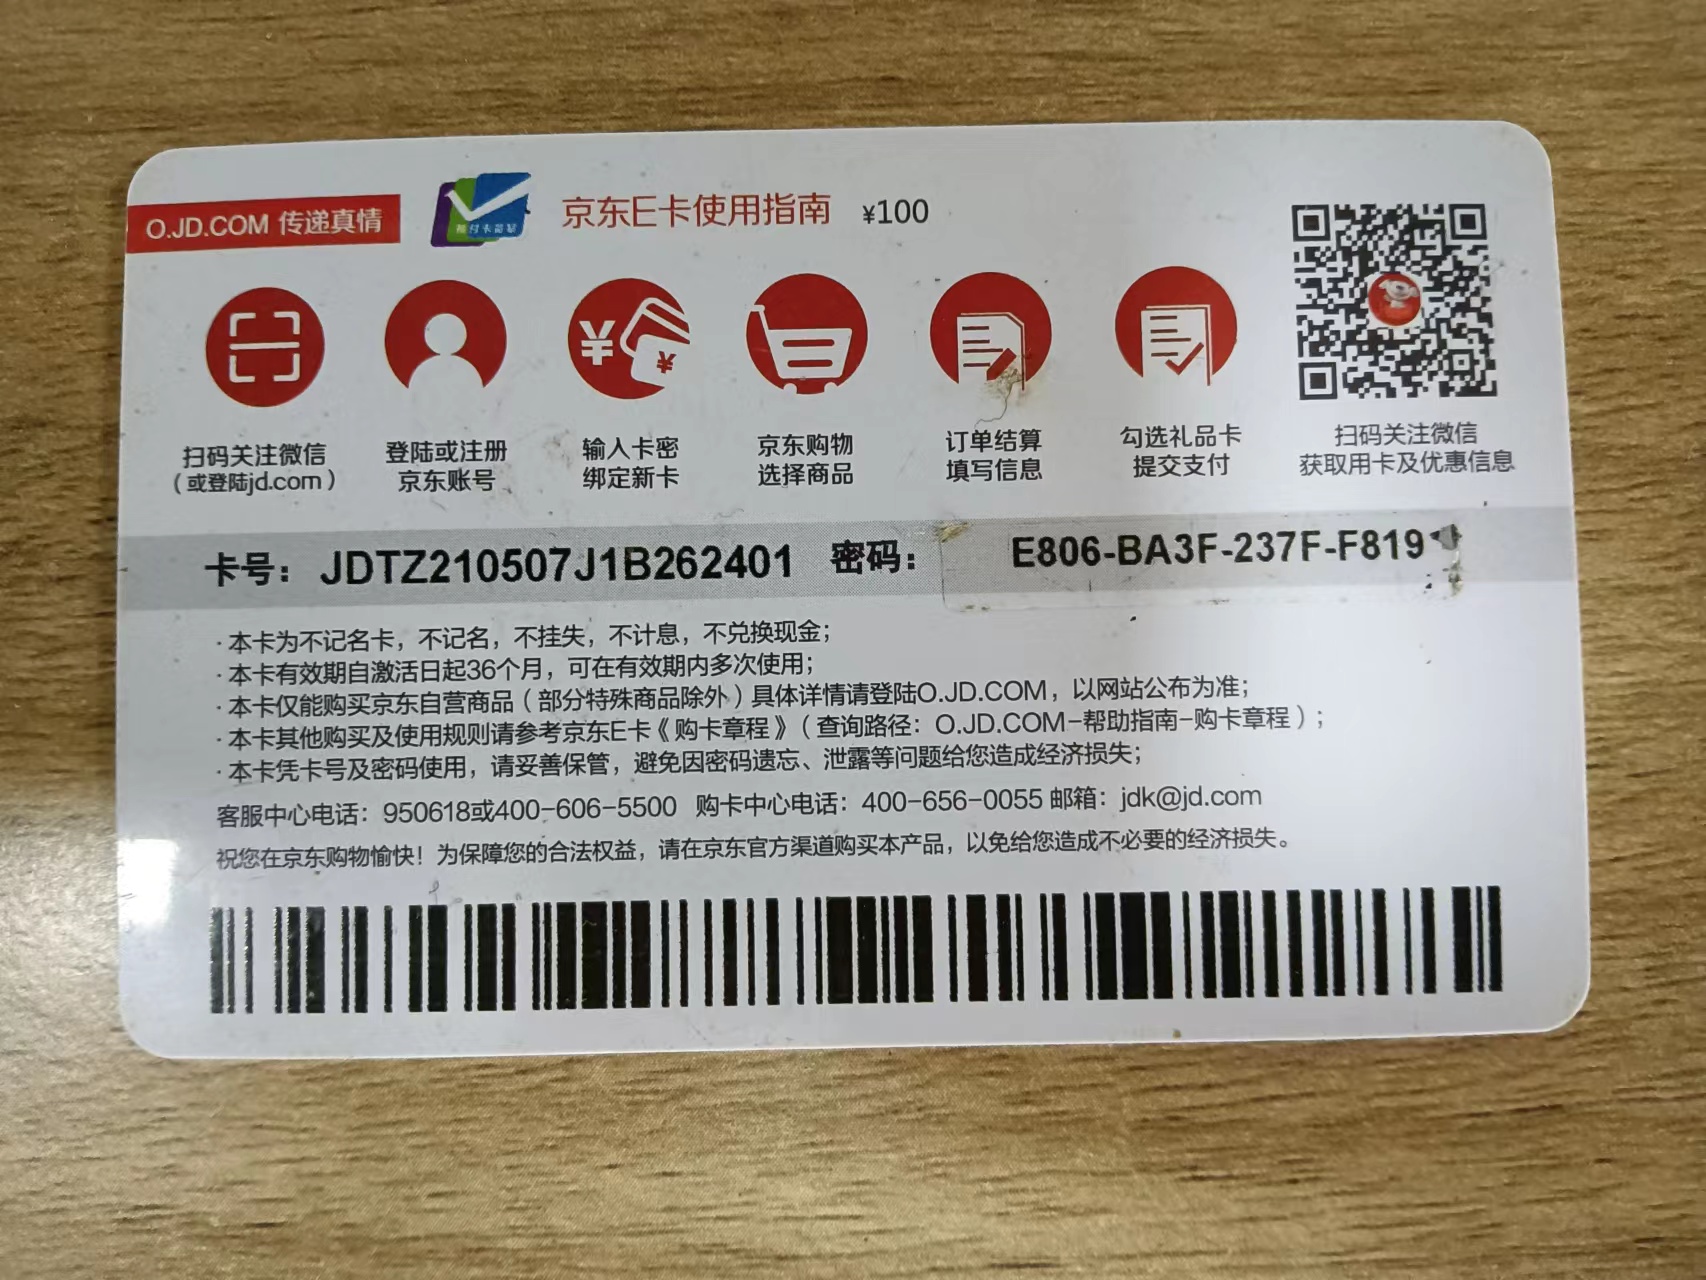 O.JD.COM 传递真情
京东E卡使用指南 ¥100
扫码关注微信
（或登陆jd.com）
登陆或注册
京东账号
输入卡密
绑定新卡
京东购物
选择商品
订单结算
填写信息
勾选礼品卡
提交支付
扫码关注微信
获取用卡及优惠信息
卡号：JDTZ210507J1B262401 密码：E806-BA3F-237F-F819
·本卡为不记名卡，不记名，不挂失，不计息，不兑换现金；
·本卡有效期自激活日起36个月，可在有效期内多次使用；
·本卡仅能购买京东自营商品（部分特殊商品除外）具体详情请登陆O.JD.COM，以网站公布为准；
·本卡其他购买及使用规则请参考京东E卡《购卡章程》（查询路径：O.JD.COM-帮助指南-购卡章程）；
·本卡凭卡号及密码使用，请妥善保管，避免因密码遗忘、泄露等问题给您造成经济损失；
客服中心电话：950618或400-606-5500 购卡中心电话：400-656-0055 邮箱：jdk@jd.com
祝您在京东购物愉快！为保障您的合法权益，请在京东官方渠道购买本产品，以免给您造成不必要的经济损失。